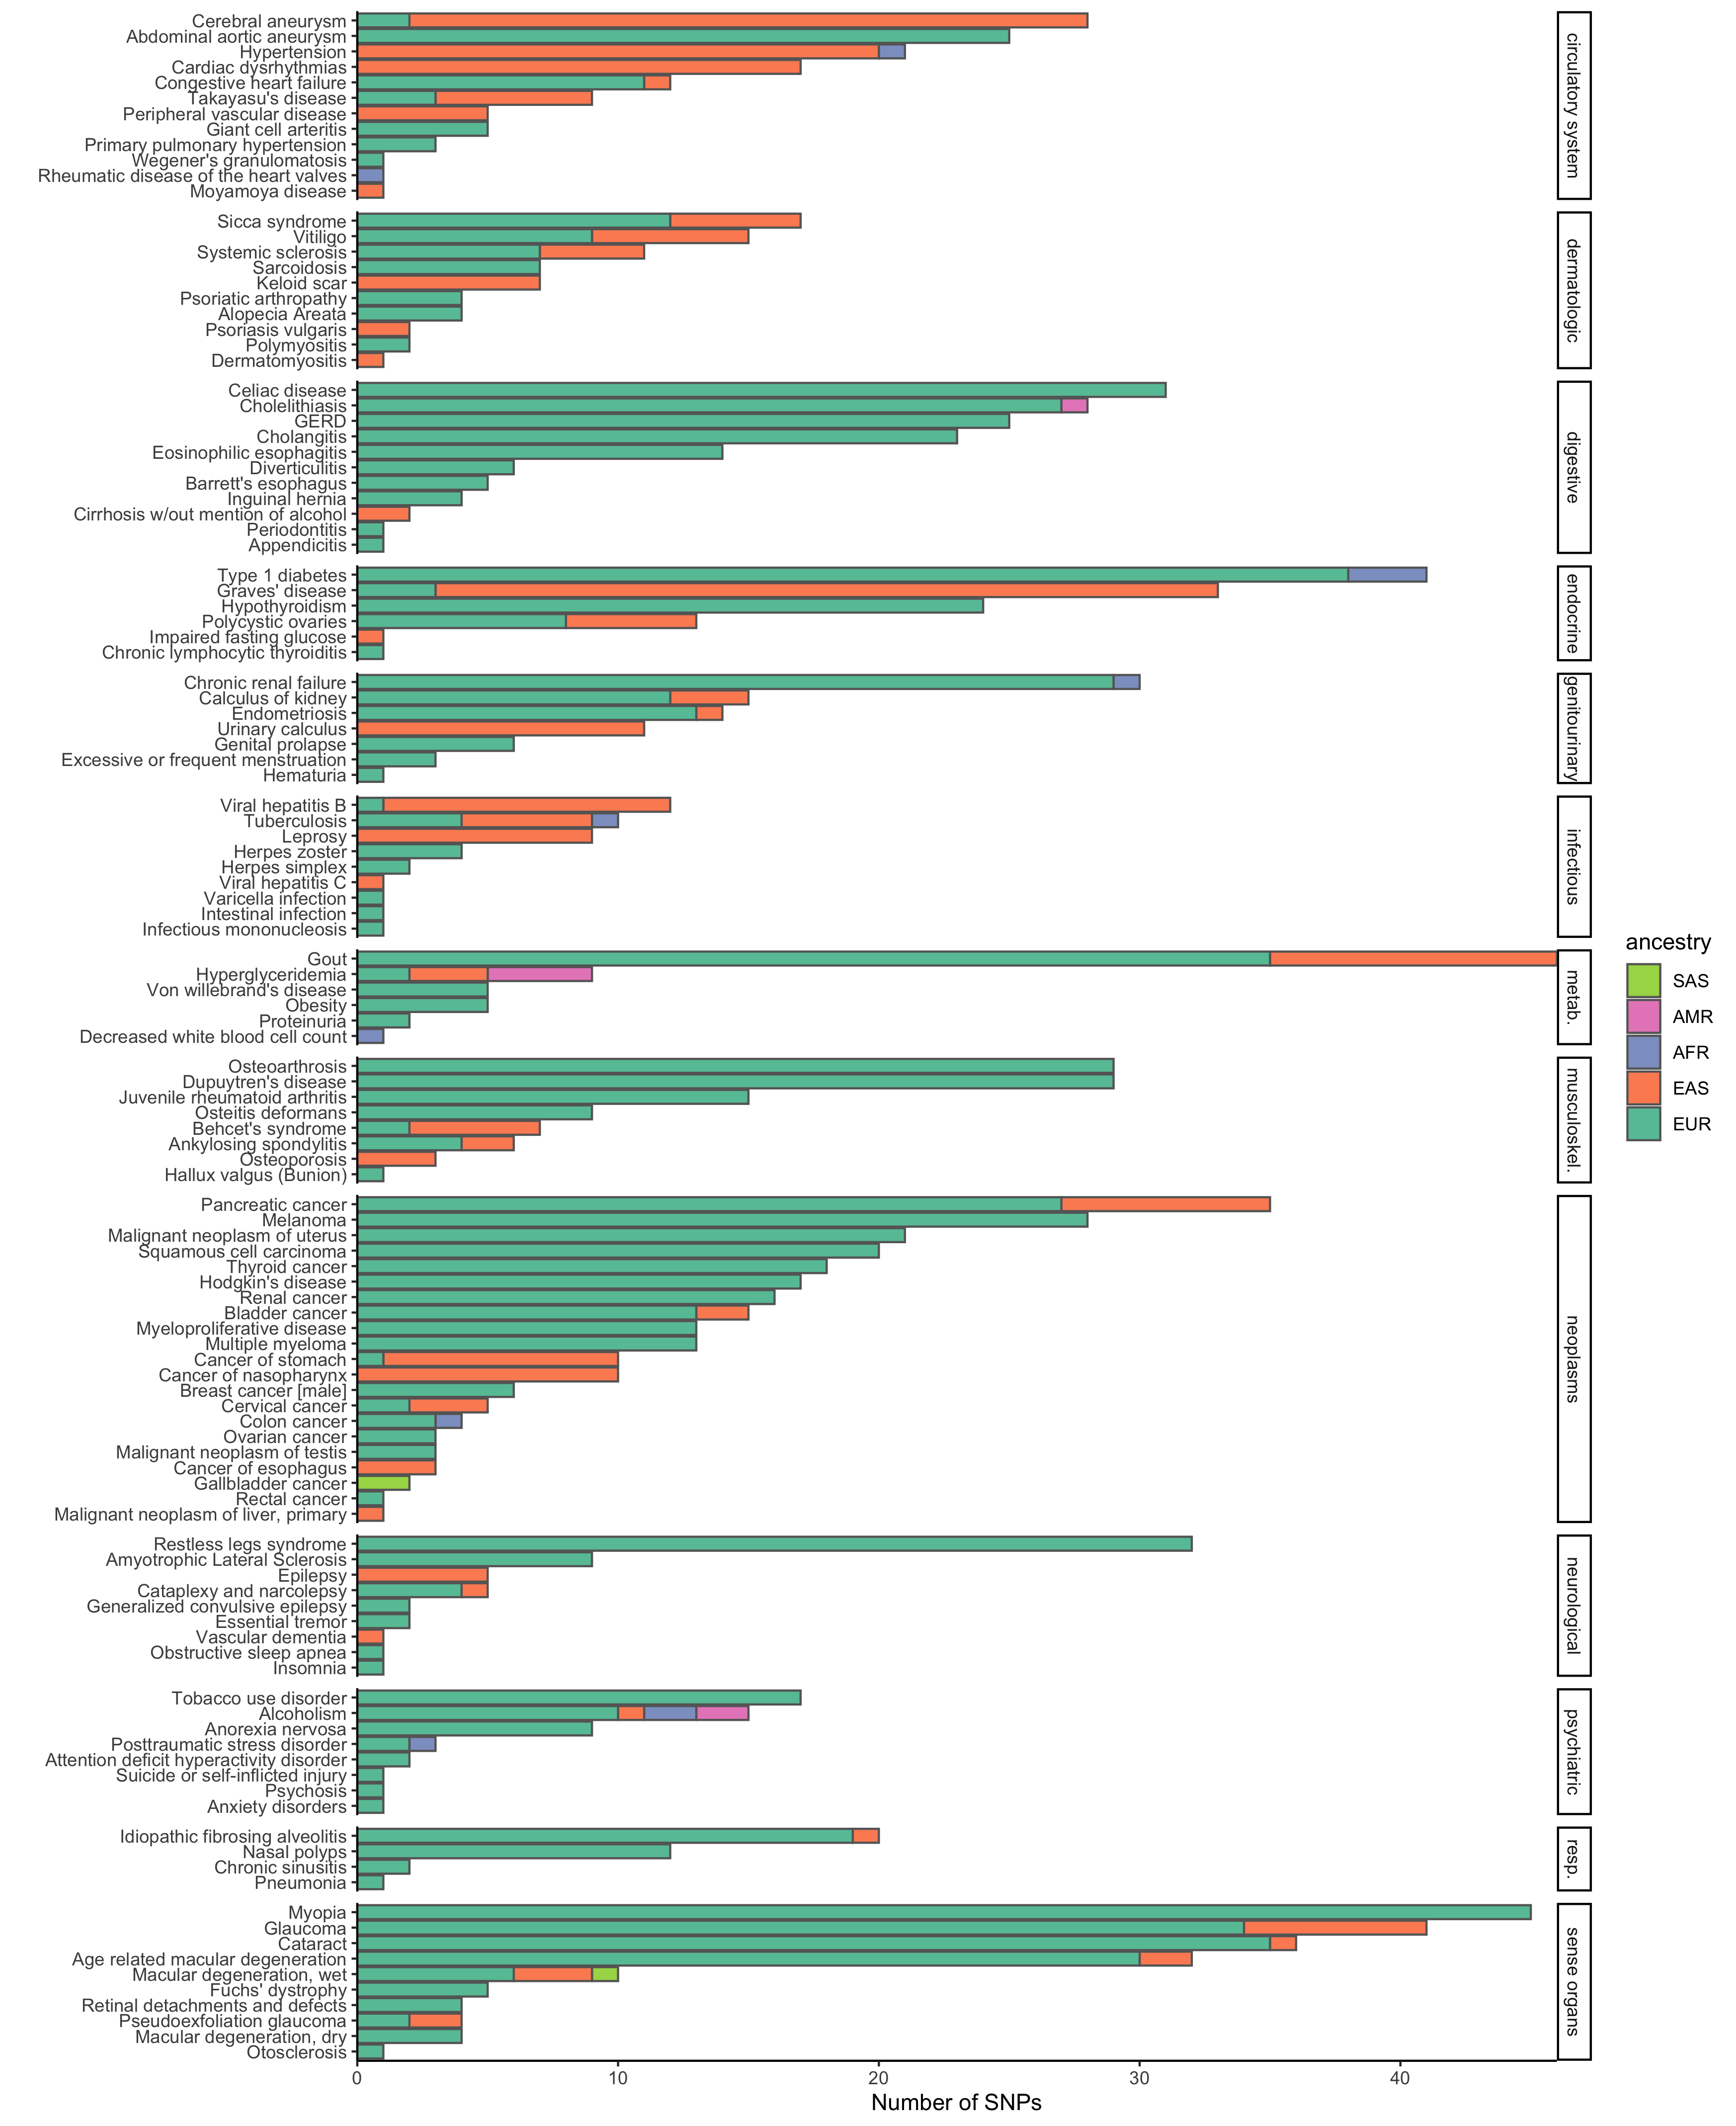 Cerebral aneurysm
Abdominal aortic aneurysm
Hypertension
Cardiac dysrhythmias
Congestive heart failure
Takayasu's disease
Peripheral vascular disease
Giant cell arteritis
Primary pulmonary hypertension
Wegener's granulomatosis
Rheumatic disease of the heart valves
Moyamoya disease
circulatory system
Sicca syndrome
Vitiligo
Systemic sclerosis
Sarcoidosis
Keloid scar
Psoriatic arthropathy
Alopecia Areata
Psoriasis vulgaris
Polymyositis
Dermatomyositis
dermatologic
Celiac disease
Cholelithiasis
GERD
Cholangitis
Eosinophilic esophagitis
Diverticulitis
Barrett's esophagus
Inguinal hernia
Cirrhosis w/out mention of alcohol
Periodontitis
Appendicitis
digestive
Type 1 diabetes
Graves' disease
Hypothyroidism
Polycystic ovaries
Impaired fasting glucose
Chronic lymphocytic thyroiditis
endocrine
Chronic renal failure
Calculus of kidney
Endometriosis
Urinary calculus
Genital prolapse
Excessive or frequent menstruation
Hematuria
genitourinary
Viral hepatitis B
Tuberculosis
Leprosy
Herpes zoster
Herpes simplex
Viral hepatitis C
Varicella infection
Intestinal infection
Infectious mononucleosis
infectious
Gout
Hyperglyceridemia
Von willebrand's disease
Obesity
Proteinuria
Decreased white blood cell count
metab.
Osteoarthrosis
Dupuytren's disease
Juvenile rheumatoid arthritis
Osteitis deformans
Behcet's syndrome
Ankylosing spondylitis
Osteoporosis
Hallux valgus (Bunion)
musculoskel.
Pancreatic cancer
Melanoma
Malignant neoplasm of uterus
Squamous cell carcinoma
Thyroid cancer
Hodgkin's disease
Renal cancer
Bladder cancer
Myeloproliferative disease
Multiple myeloma
Cancer of stomach
Cancer of nasopharynx
Breast cancer [male]
Cervical cancer
Colon cancer
Ovarian cancer
Malignant neoplasm of testis
Cancer of esophagus
Gallbladder cancer
Rectal cancer
Malignant neoplasm of liver, primary
neoplasms
Restless legs syndrome
Amyotrophic Lateral Sclerosis
Epilepsy
Cataplexy and narcolepsy
Generalized convulsive epilepsy
Essential tremor
Vascular dementia
Obstructive sleep apnea
Insomnia
neurological
Tobacco use disorder
Alcoholism
Anorexia nervosa
Posttraumatic stress disorder
Attention deficit hyperactivity disorder
Suicide or self-inflicted injury
Psychosis
Anxiety disorders
psychiatric
Idiopathic fibrosing alveolitis
Nasal polyps
Chronic sinusitis
Pneumonia
resp.
Myopia
Glaucoma
Cataract
Age related macular degeneration
Macular degeneration, wet
Fuchs' dystrophy
Retinal detachments and defects
Pseudoexfoliation glaucoma
Macular degeneration, dry
Otosclerosis
sense organs
0 10 20 30 40
Number of SNPs
ancestry
SAS
AMR
AFR
EAS
EUR